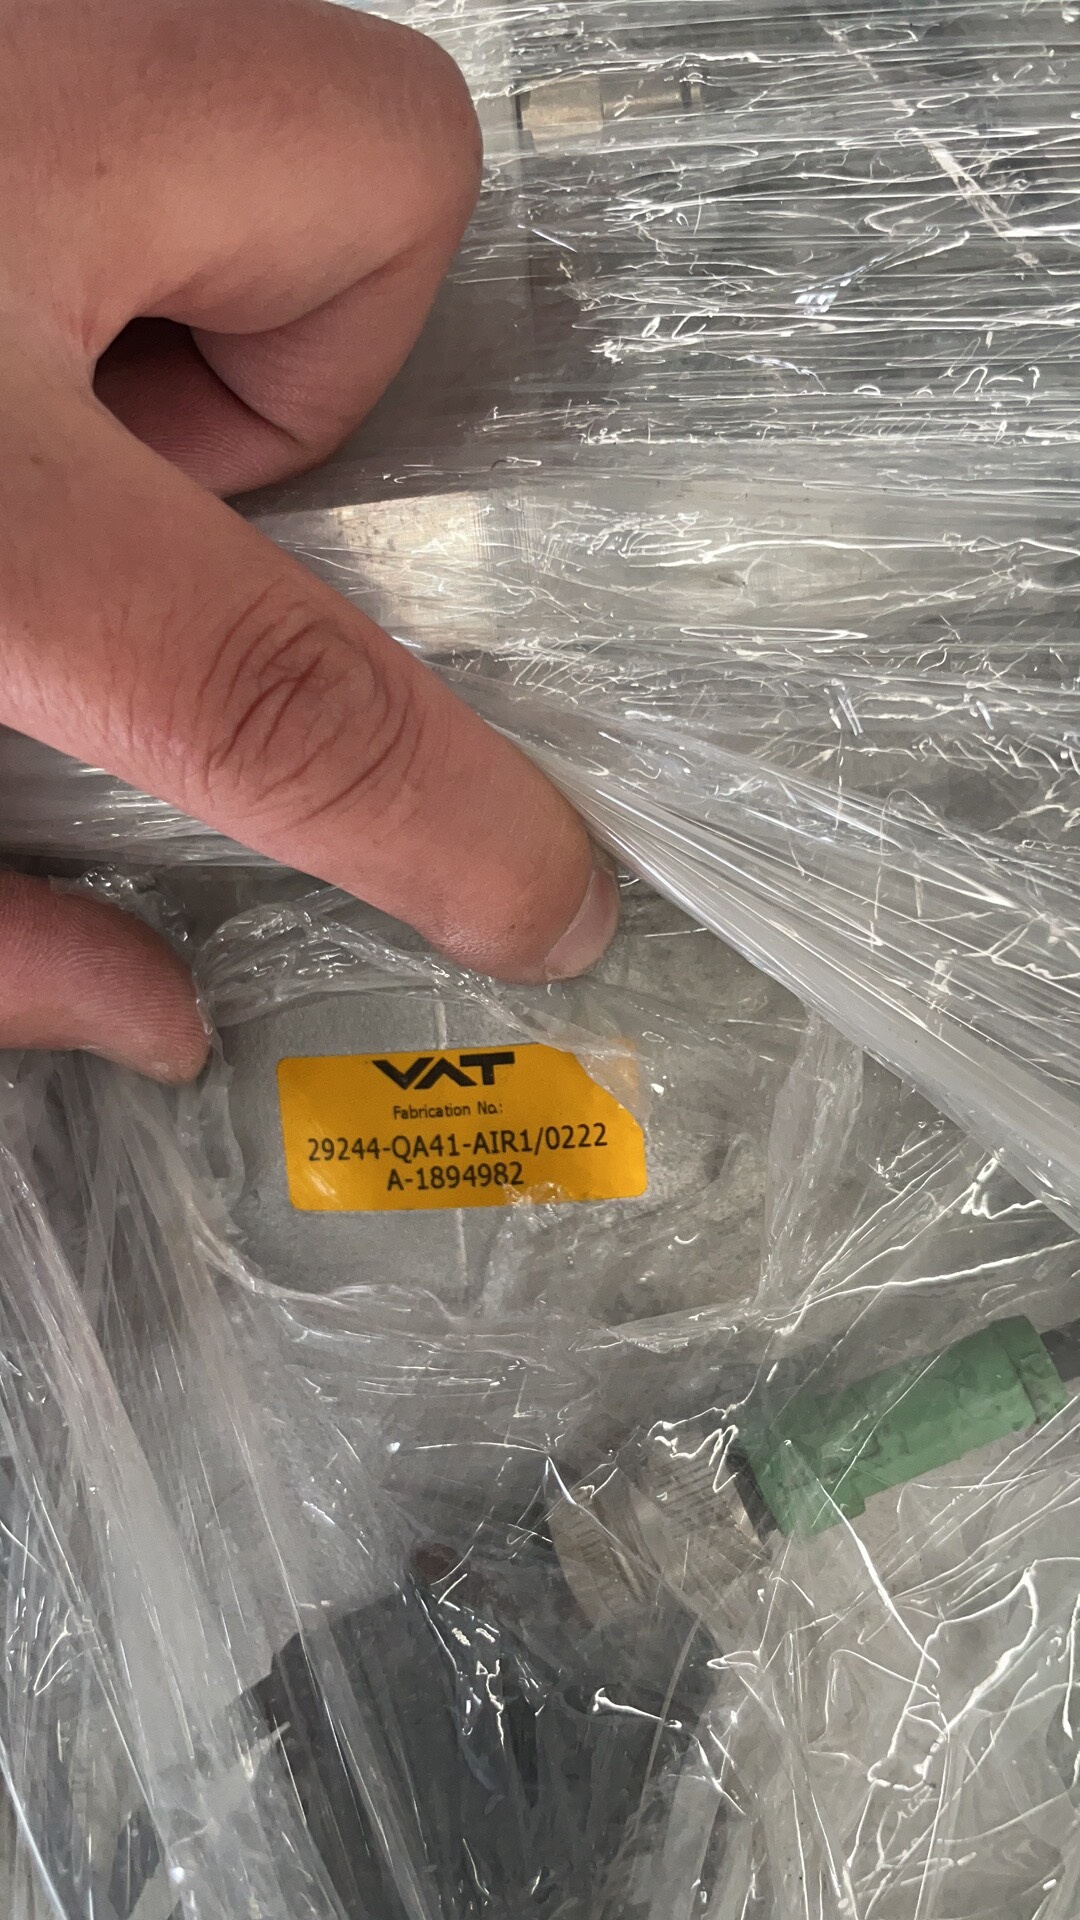 VAT
Fabrication No.:
29244-QA41-AIR1/0222
A-1894982